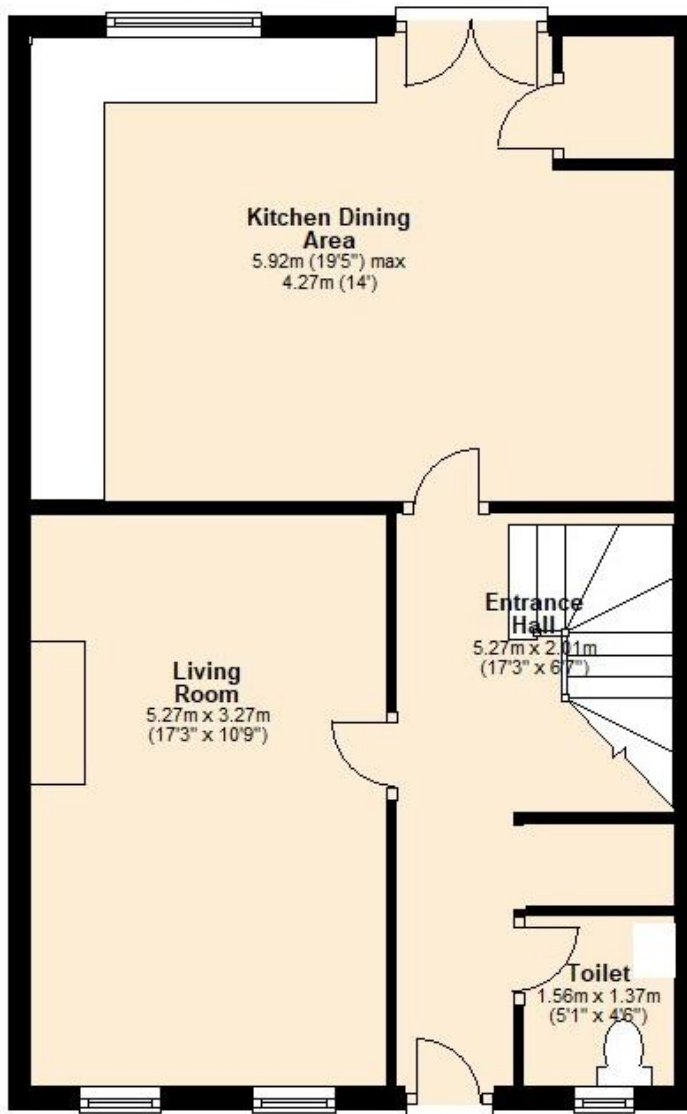 Kitchen Dining
Area
5.92m (19'5") max
4.27m (14')
Entrance
Hall
5.27m x 2.01m
(17'3" x 6'7")
Living
Room
5.27m x 3.27m
(17'3" x 10'9")
Toilet
1.56m x 1.37m
(5'1" x 4'6")